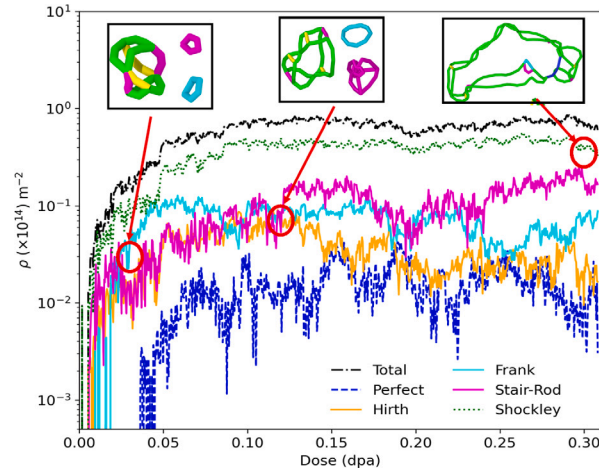 10¹
10⁰
10⁻¹
10⁻²
10⁻³
ρ (×10¹⁴) m⁻²
Total
Perfect
Hirth
Frank
Stair-Rod
Shockley
0.00 0.05 0.10 0.15 0.20 0.25 0.30
Dose (dpa)